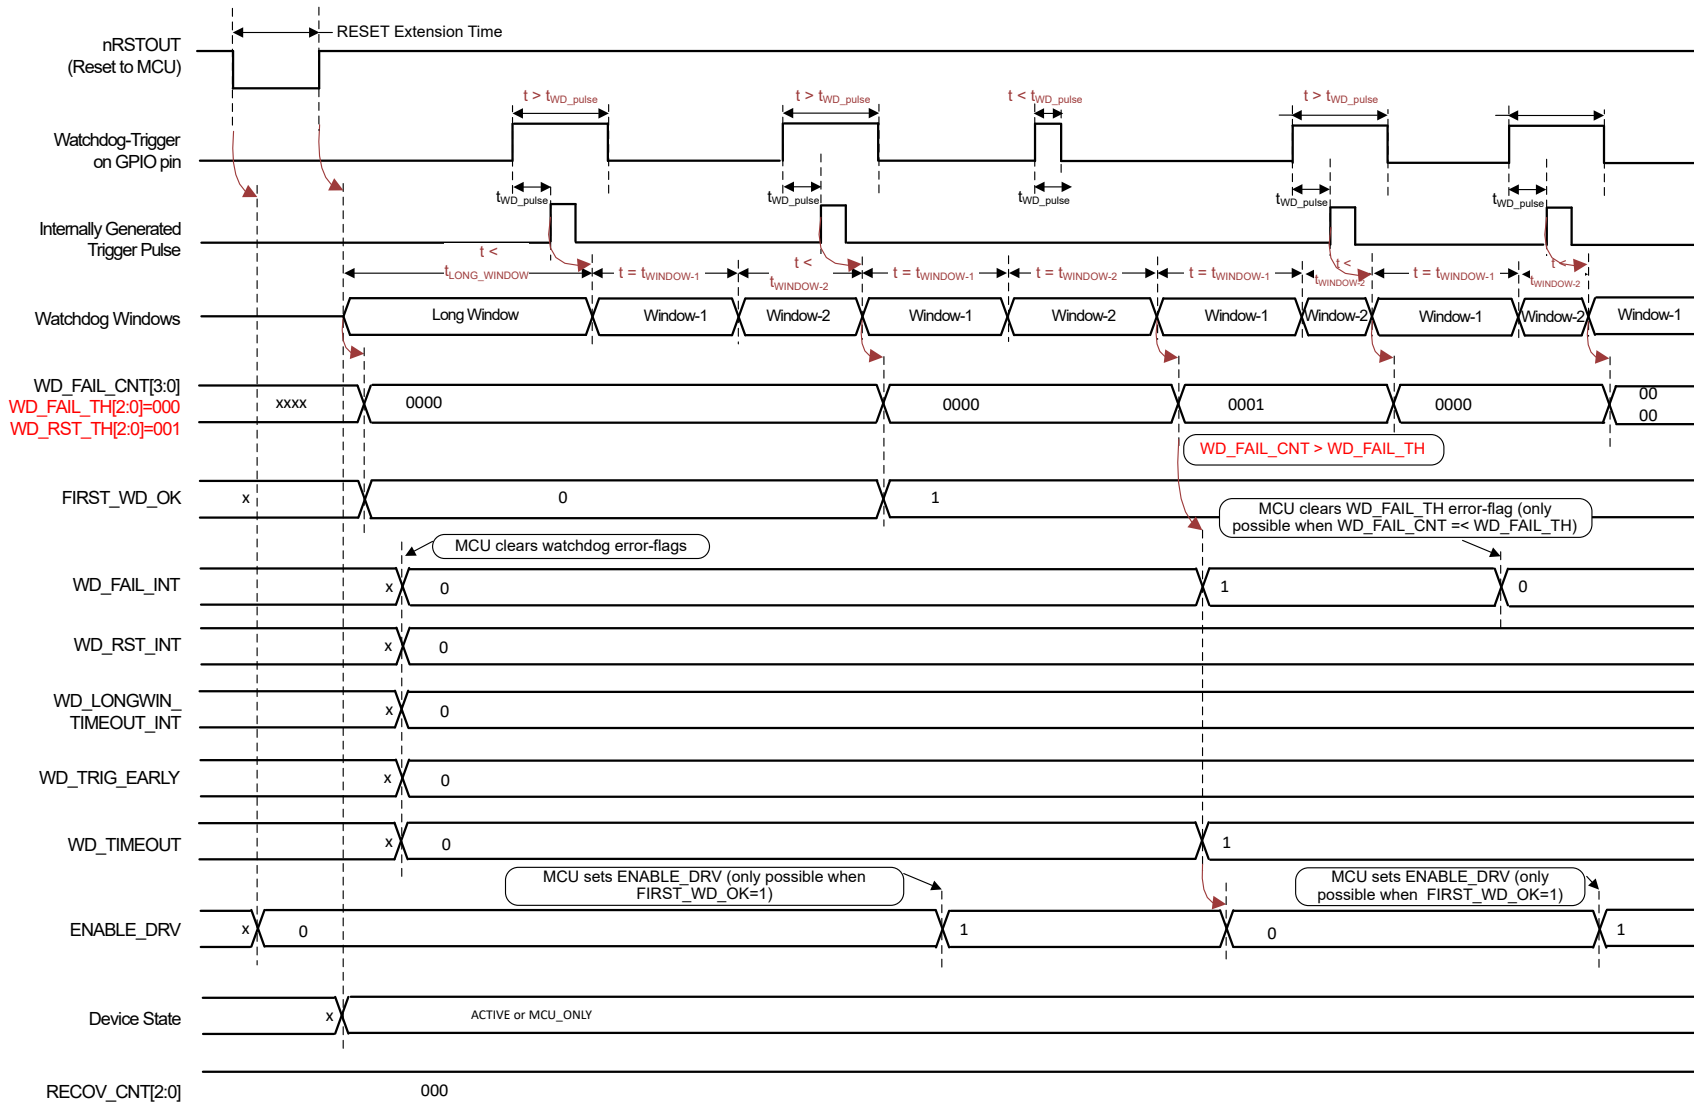 RESET Extension Time
nRSTOUT
(Reset to MCU)
t > tWD_pulse
t > tWD_pulse
t < tWD_pulse
t > tWD_pulse
Watchdog-Trigger
on GPIO pin
tWD_pulse
tWD_pulse
tWD_pulse
tWD_pulse
tWD_pulse
Internally Generated
Trigger Pulse
t <
tLONG_WINDOW
t = tWINDOW-1
t <
tWINDOW-2
t = tWINDOW-1
t = tWINDOW-2
t = tWINDOW-1
t <
tWINDOW-2
t = tWINDOW-1
t <
tWINDOW-2
Watchdog Windows
Long Window
Window-1
Window-2
Window-1
Window-2
Window-1
Window-2
Window-1
Window-2
Window-1
WD_FAIL_CNT[3:0]
WD_FAIL_TH[2:0]=000
WD_RST_TH[2:0]=001
xxxx
0000
0000
0001
0000
00
00
WD_FAIL_CNT > WD_FAIL_TH
FIRST_WD_OK
x
0
1
MCU clears WD_FAIL_TH error-flag (only
possible when WD_FAIL_CNT =< WD_FAIL_TH)
MCU clears watchdog error-flags
WD_FAIL_INT
x
0
1
0
WD_RST_INT
x
0
WD_LONGWIN_
TIMEOUT_INT
x
0
WD_TRIG_EARLY
x
0
WD_TIMEOUT
x
0
1
MCU sets ENABLE_DRV (only possible when
FIRST_WD_OK=1)
MCU sets ENABLE_DRV (only
possible when FIRST_WD_OK=1)
ENABLE_DRV
x
0
1
0
1
Device State
x
ACTIVE or MCU_ONLY
RECOV_CNT[2:0]
000